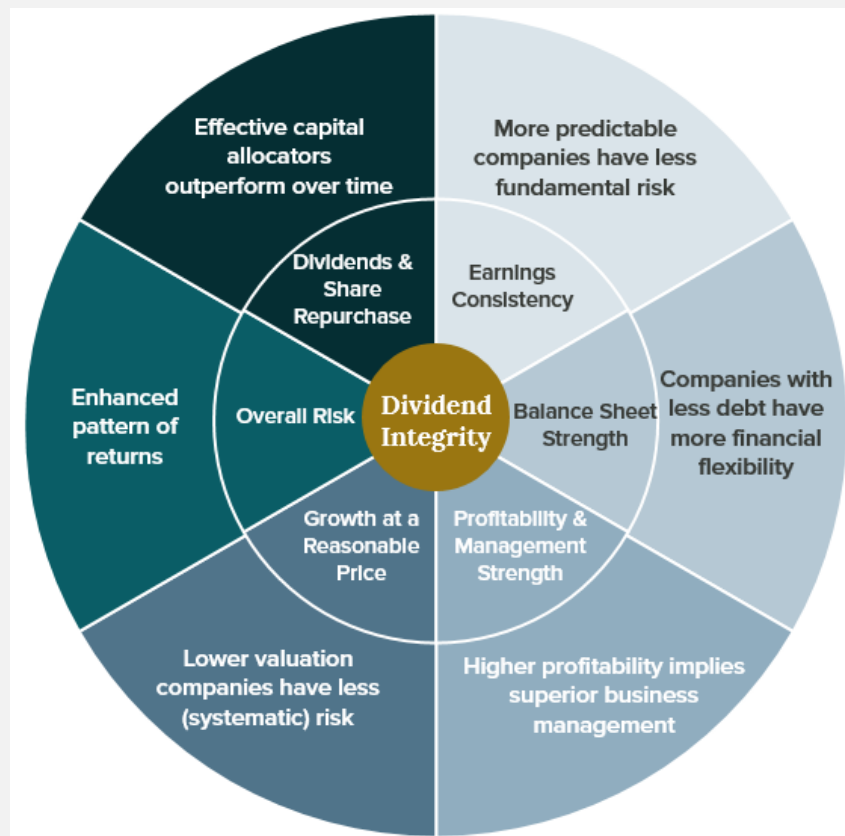 Effective capital
allocators
outperform over time
More predictable
companies have less
fundamental risk
Dividends &
Share
Repurchase
Earnings
Consistency
Enhanced
pattern of
returns
Overall Risk
Dividend
Integrity
Balance Sheet
Strength
Companies with
less debt have
more financial
flexibility
Growth at a
Reasonable
Price
Profitability &
Management
Strength
Lower valuation
companies have less
(systematic) risk
Higher profitability implies
superior business
management